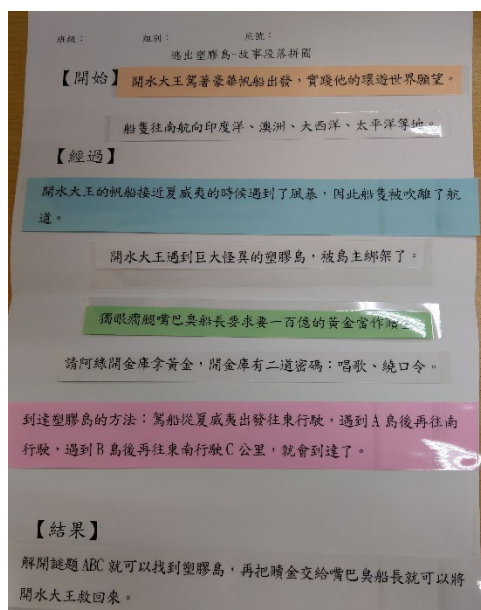 班級： 組別： 座號：
逃出塑膠島-故事段落拼圖
【開始】 開水大王駕著豪華帆船出發，實踐他的環遊世界願望。
船隻往南航向印度洋、澳洲、大西洋、太平洋等地。
【經過】
開水大王的帆船接近夏威夷的時候遇到了風暴，因此船隻被吹離了航
道。
開水大王遇到巨大怪異的塑膠島，被島主綁架了。
獨眼瘸腿嘴巴臭船長要求要一百億的黃金當作贖
請阿綠開金庫拿黃金，開金庫有二道密碼：唱歌、繞口令。
到達塑膠島的方法：駕船從夏威夷出發往東行駛，遇到 A 島後再往南
行駛，遇到 B 島後再往東南行駛 C 公里，就會到達了。
【結果】
解開謎題 ABC 就可以找到塑膠島，再把贖金交給嘴巴臭船長就可以將
開水大王救回來。